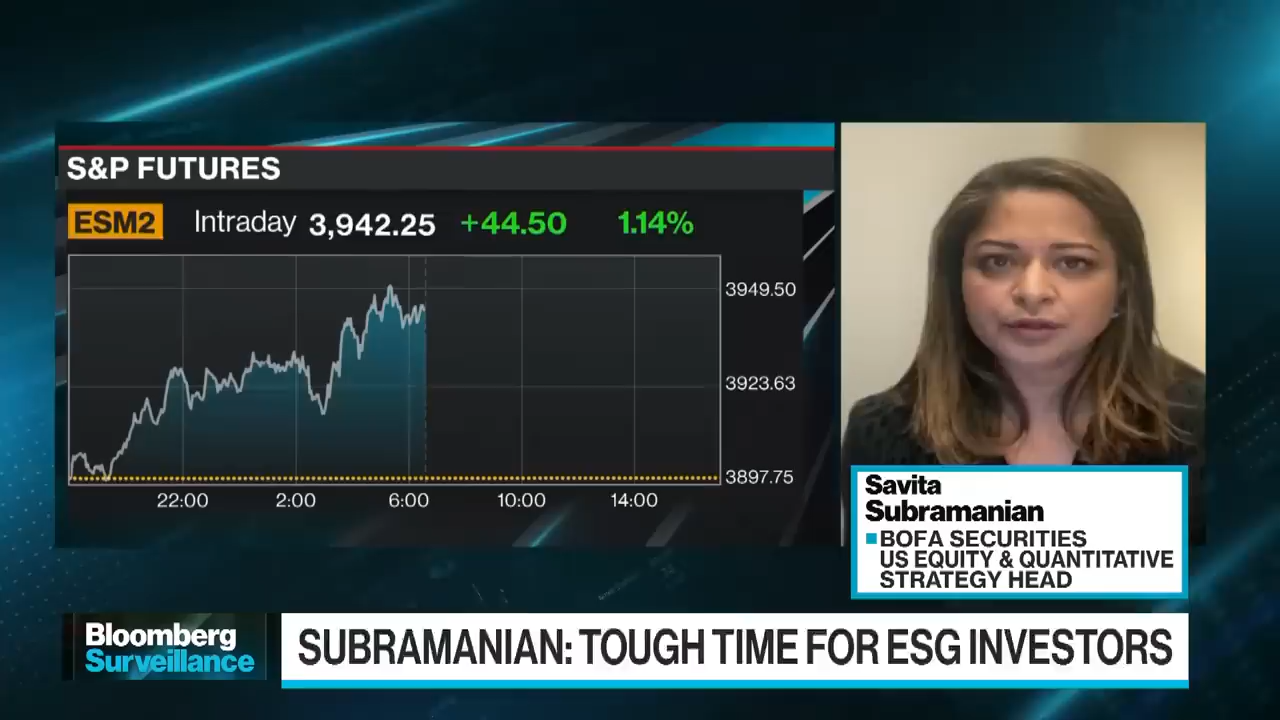 S&P FUTURES
ESM2 Intraday 3,942.25 +44.50 1.14%
3949.50
3923.63
3897.75
22:00 2:00 6:00 10:00 14:00
Savita
Subramanian
BOFA SECURITIES
US EQUITY & QUANTITATIVE
STRATEGY HEAD
Bloomberg
Surveillance
SUBRAMANIAN: TOUGH TIME FOR ESG INVESTORS